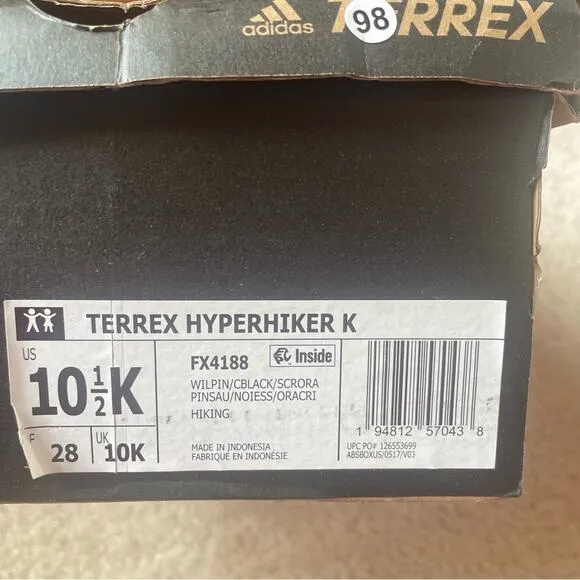 adidas
TERREX
98
TERREX HYPERHIKER K
US
10 1/2 K
F 28
UK 10K
FX4188
Inside
WILPIN/CBLACK/SCRORA
PINSAU/NOIESS/ORACRI
HIKING
MADE IN INDONESIA
FABRIQUE EN INDONÉSIE
1 94812 57043 8
UPC PO# 126553699
ABSBOXUS/0517/V03